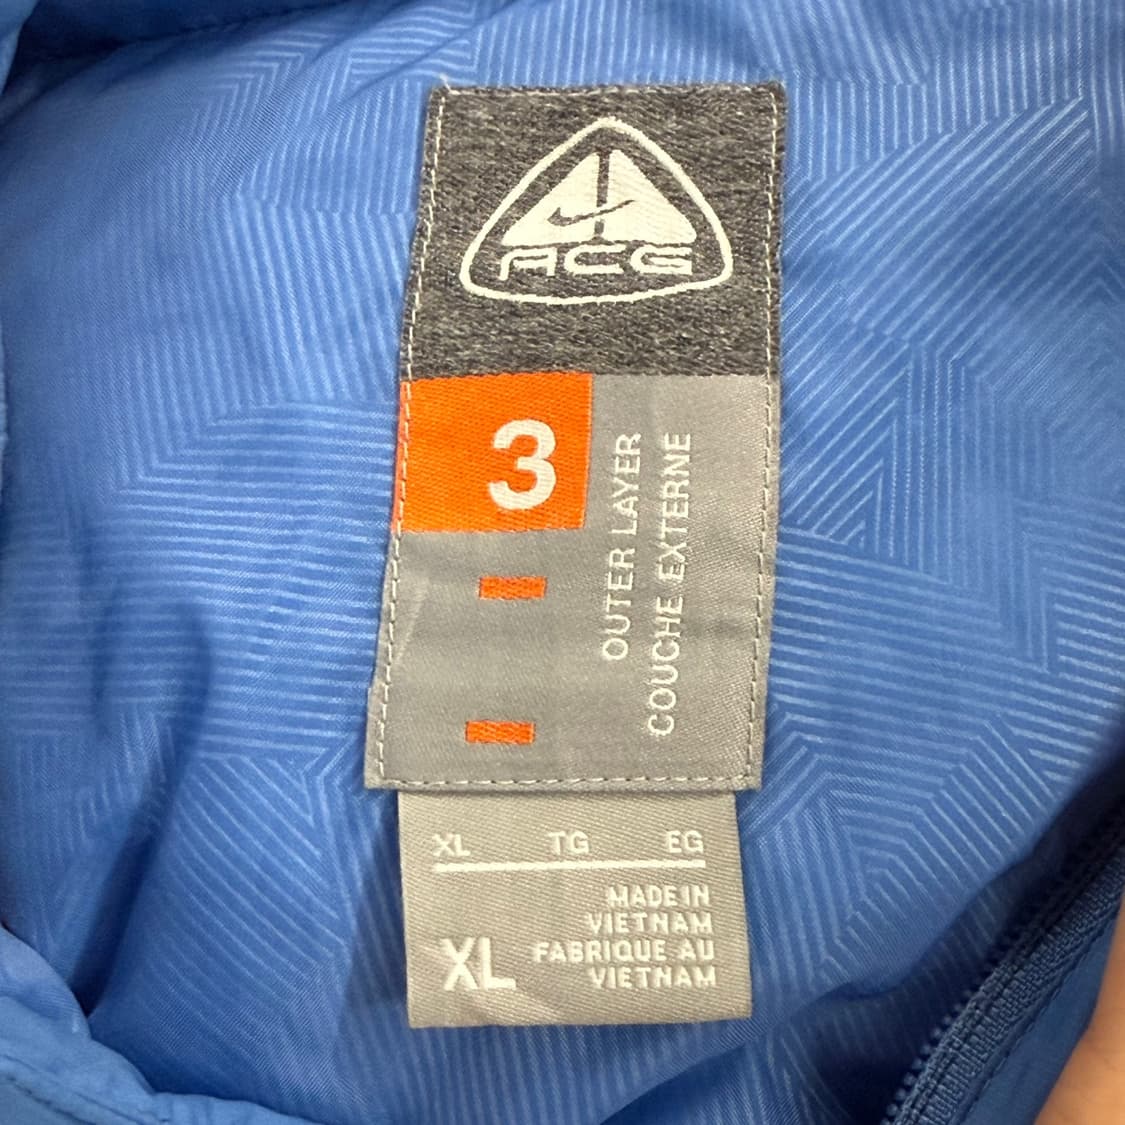 ACG
3
OUTER LAYER
COUCHE EXTERNE
XL TG EG
XL
MADE IN
VIETNAM
FABRIQUE AU
VIETNAM